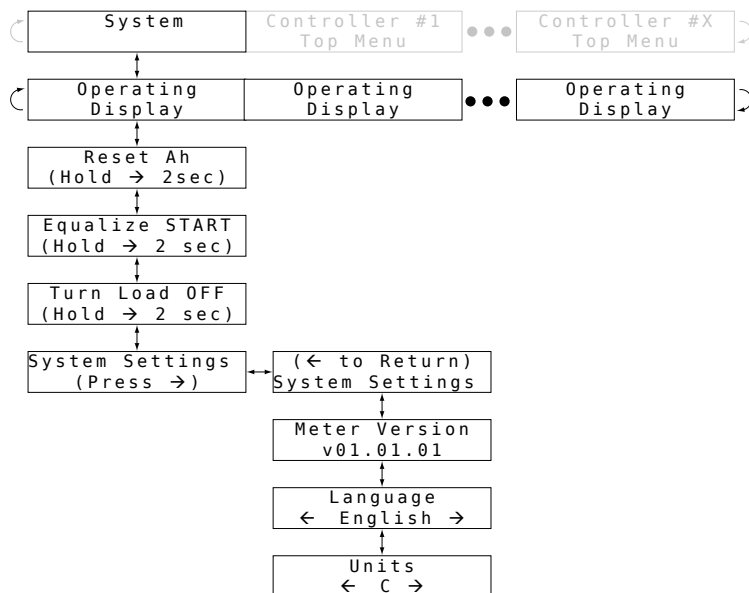 System
Controller #1
Top Menu
Controller #X
Top Menu
Operating
Display
Operating
Display
Operating
Display
Reset Ah
(Hold → 2sec)
Equalize START
(Hold → 2 sec)
Turn Load OFF
(Hold → 2 sec)
System Settings
(Press →)
(← to Return)
System Settings
Meter Version
v01.01.01
Language
← English →
Units
← C →